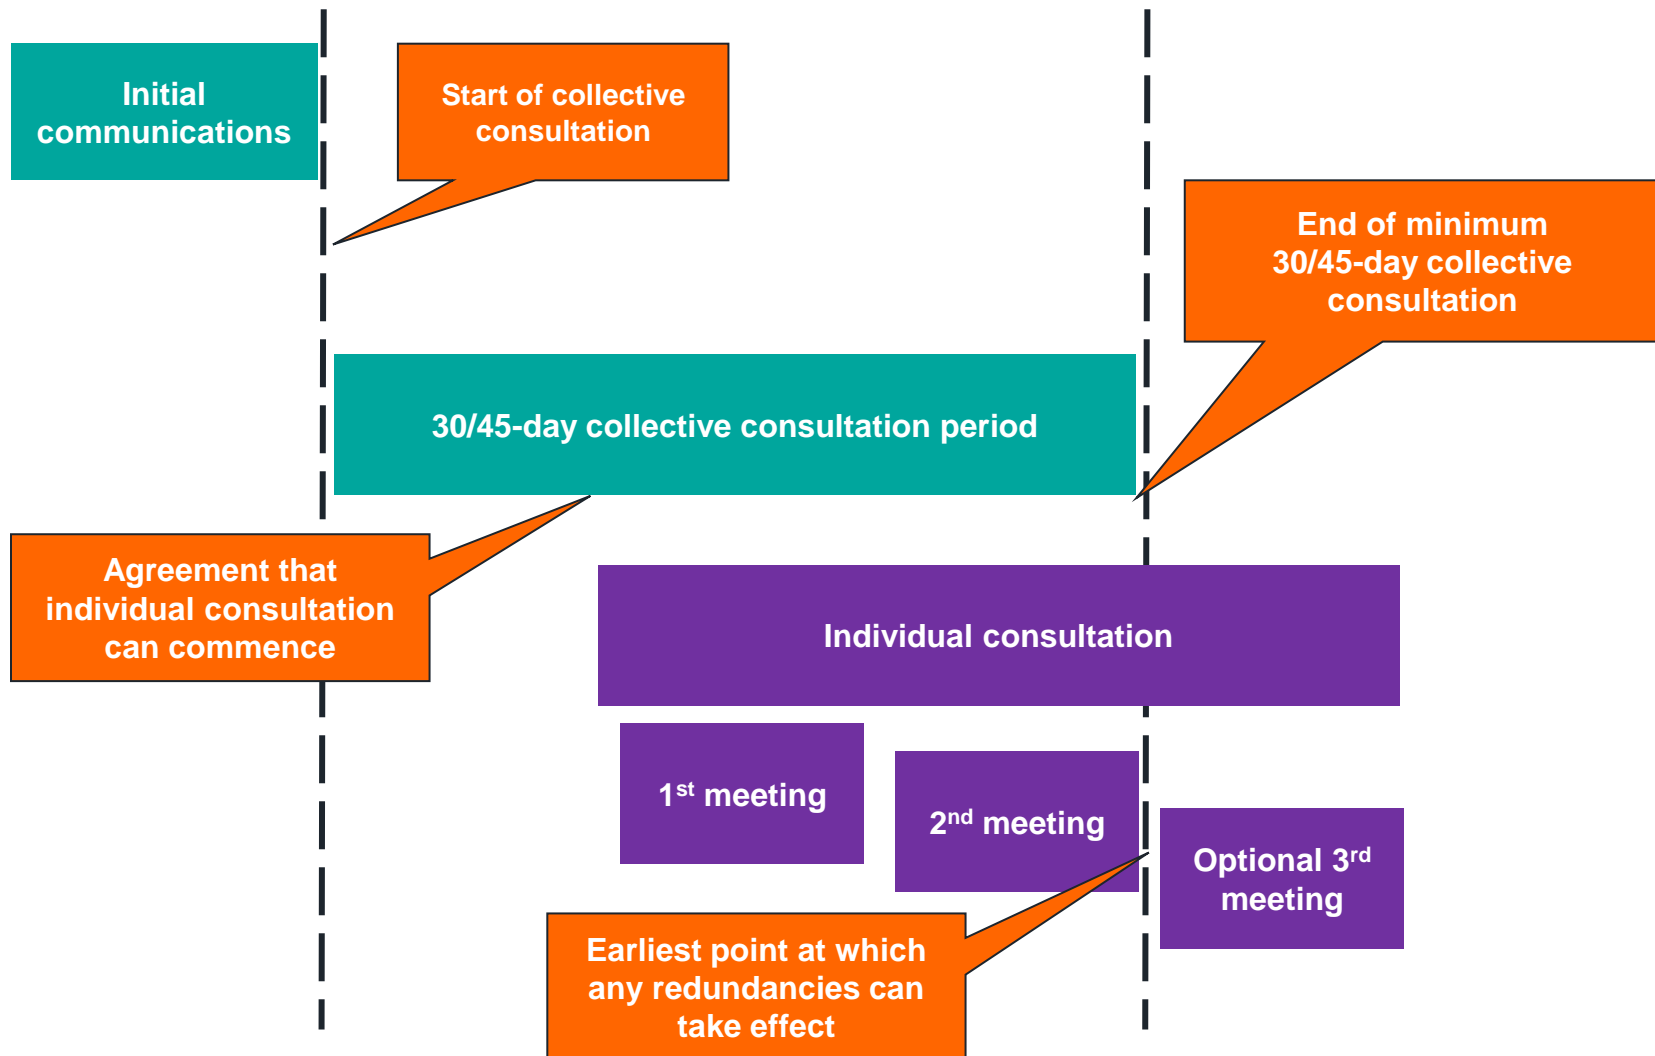 Initial
communications
Start of collective
consultation
End of minimum
30/45-day collective
consultation
30/45-day collective consultation period
Agreement that
individual consultation
can commence
Individual consultation
1st meeting
2nd meeting
Optional 3rd
meeting
Earliest point at which
any redundancies can
take effect